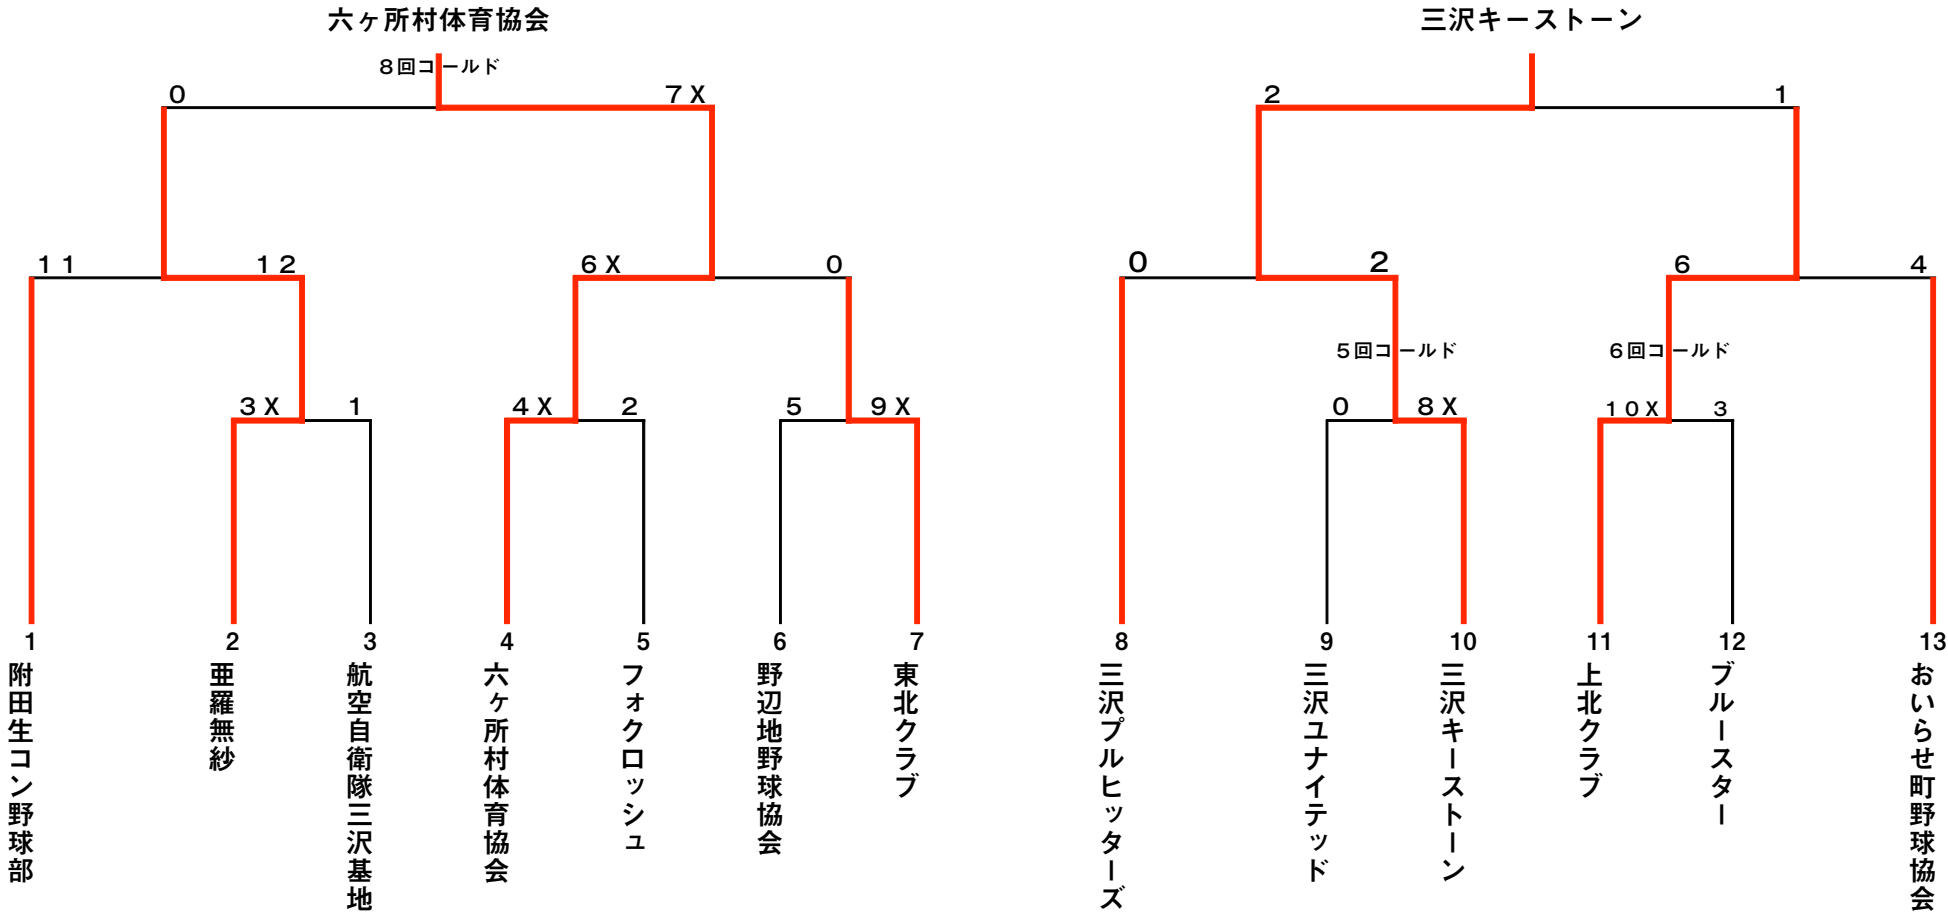 六ヶ所村体育協会
三沢キーストーン
8回コールド
0
7X
2
1
11
12
6X
0
0
2
6
4
5回コールド
6回コールド
3X
1
4X
2
5
9X
0
8X
10X
3
1
2
3
4
5
6
7
8
9
10
11
12
13
附田生コン野球部
亜羅無紗
航空自衛隊三沢基地
六ヶ所村体育協会
フォクロッシュ
野辺地野球協会
東北クラブ
三沢プルヒッターズ
三沢ユナイテッド
三沢キーストーン
上北クラブ
ブルースター
おいらせ町野球協会